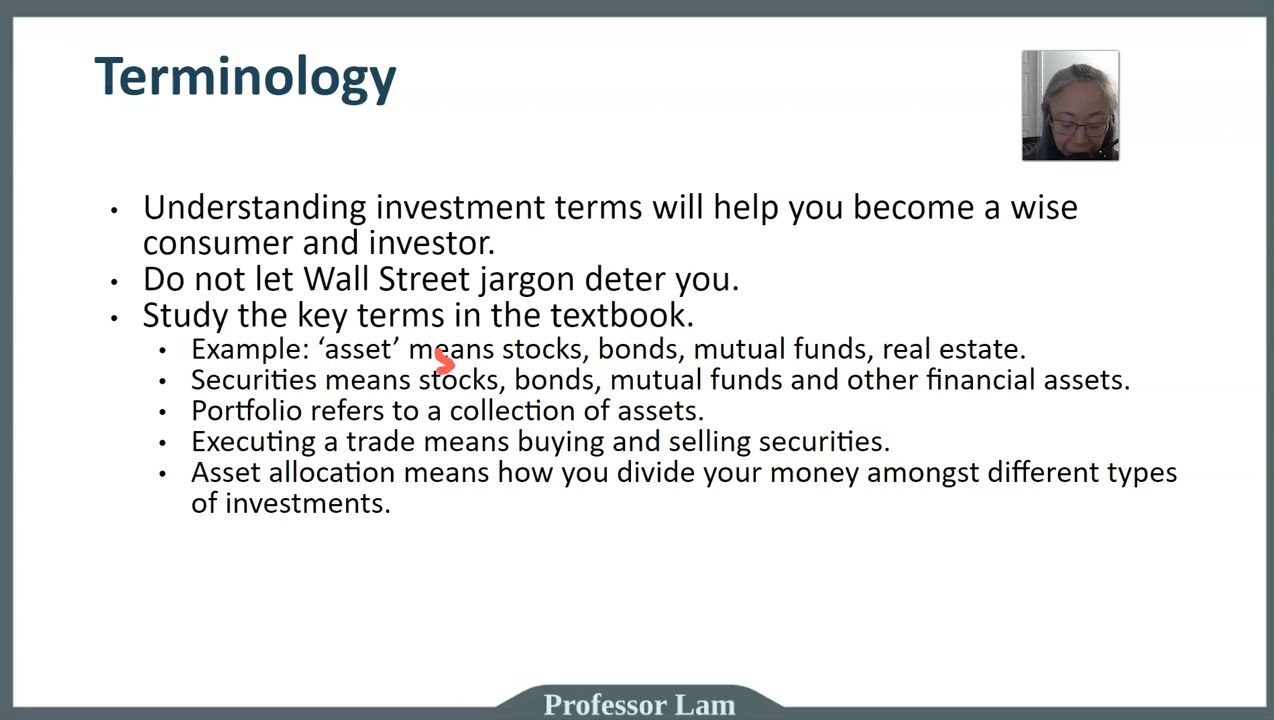 Terminology
• Understanding investment terms will help you become a wise
consumer and investor.
• Do not let Wall Street jargon deter you.
• Study the key terms in the textbook.
• Example: ‘asset’ means stocks, bonds, mutual funds, real estate.
• Securities means stocks, bonds, mutual funds and other financial assets.
• Portfolio refers to a collection of assets.
• Executing a trade means buying and selling securities.
• Asset allocation means how you divide your money amongst different types
of investments.
Professor Lam